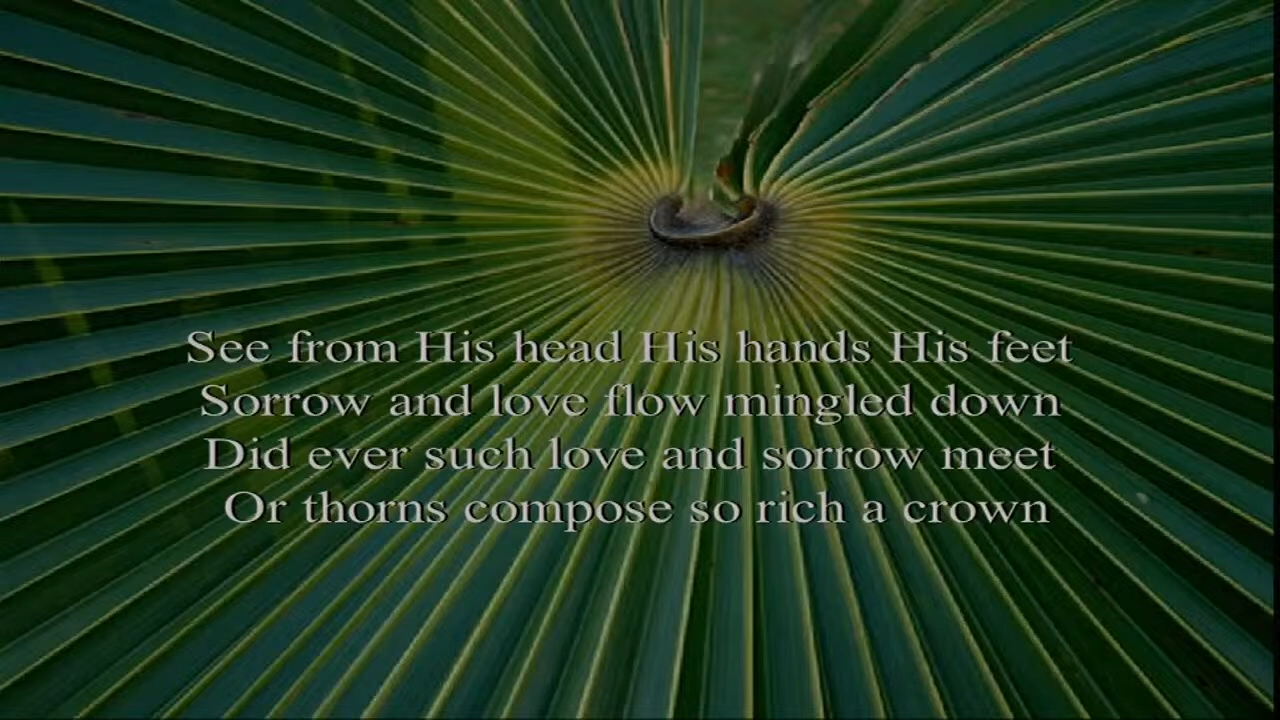 See from His head His hands His feet
Sorrow and love flow mingled down
Did ever such love and sorrow meet
Or thorns compose so rich a crown